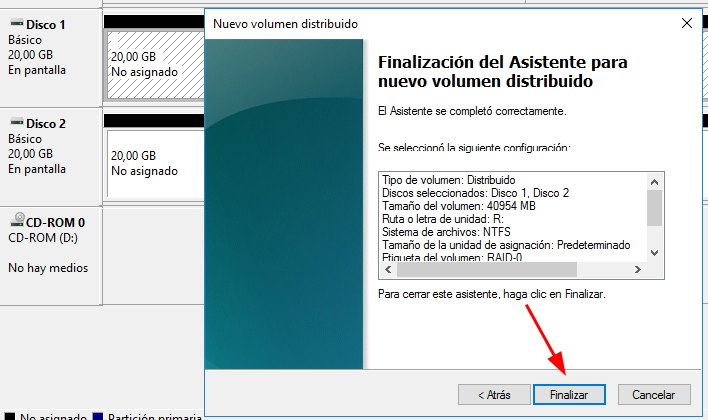 Disco 1
Básico
20,00 GB
En pantalla
20,00 GB
No asignado
Disco 2
Básico
20,00 GB
En pantalla
20,00 GB
No asignado
CD-ROM 0
CD-ROM (D:)
No hay medios
No asignado
Partición primaria
Nuevo volumen distribuido
Finalización del Asistente para
nuevo volumen distribuido
El Asistente se completó correctamente.
Se seleccionó la siguiente configuración:
Tipo de volumen: Distribuido
Discos seleccionados: Disco 1, Disco 2
Tamaño del volumen: 40954 MB
Ruta o letra de unidad: R:
Sistema de archivos: NTFS
Tamaño de la unidad de asignación: Predeterminado
Etiqueta del volumen: RAID-0
Para cerrar este asistente, haga clic en Finalizar.
< Atrás
Finalizar
Cancelar